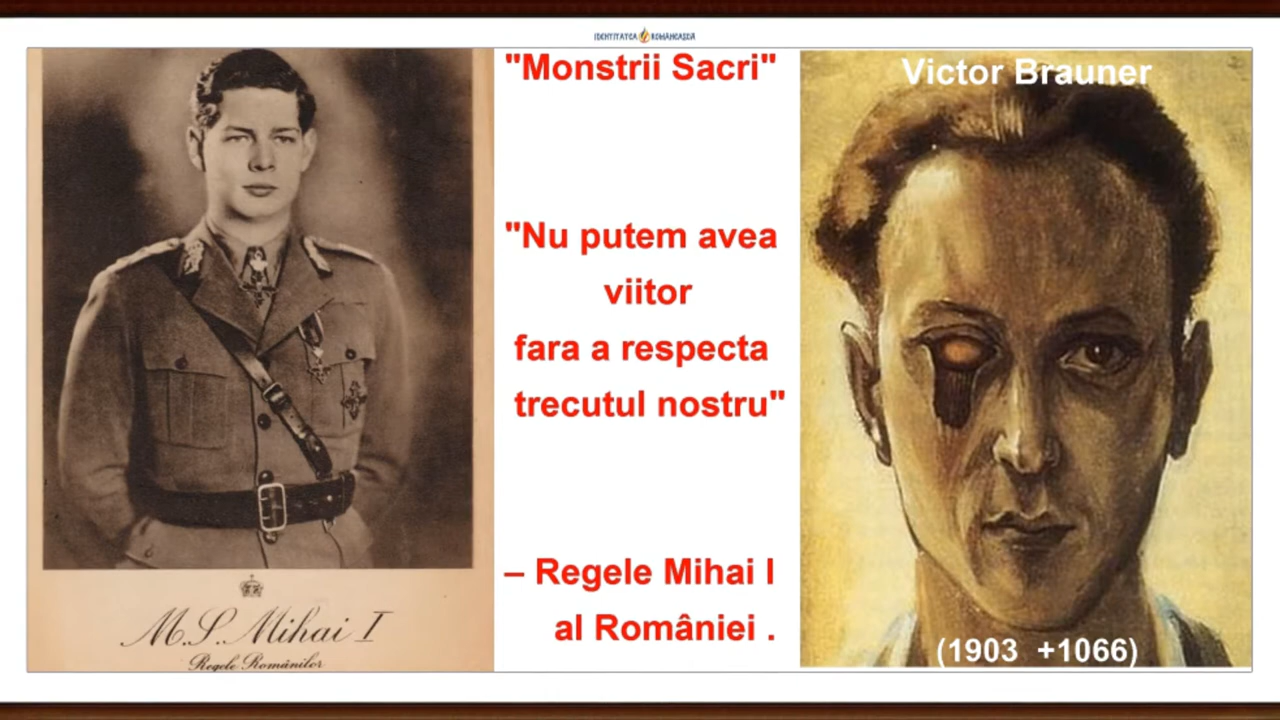 IDENTITATEA ROMÂNEASCĂ
"Monstrii Sacri"
"Nu putem avea
viitor
fara a respecta
trecutul nostru"
– Regele Mihai I
al României .
M.S. Mihai I
Regele Românilor
Victor Brauner
(1903 +1066)